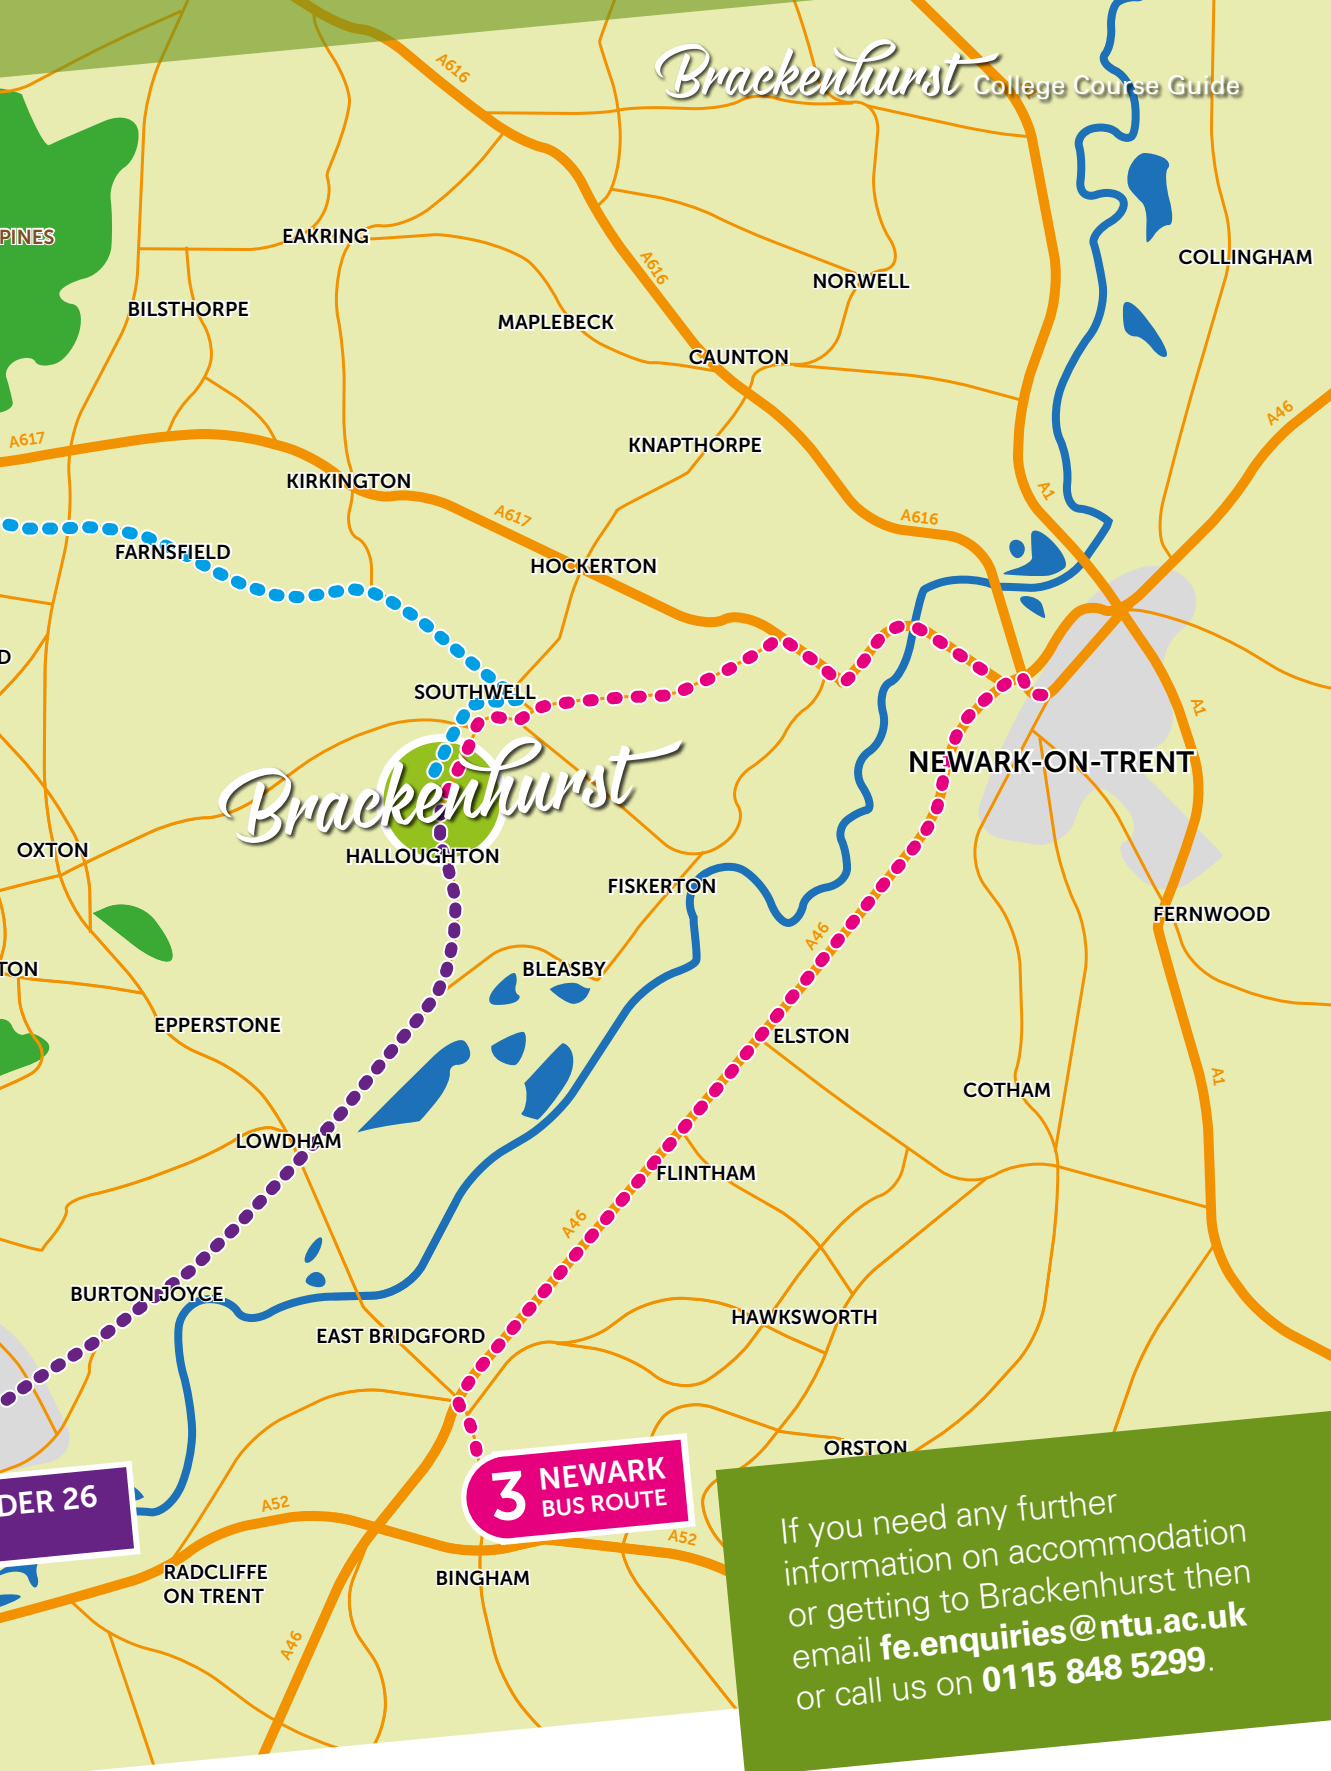 Brackenhurst College Course Guide
A616
PINES
EAKRING
A616
COLLINGHAM
NORWELL
BILSTHORPE
MAPLEBECK
CAUNTON
A46
A617
KNAPTHORPE
KIRKINGTON
A1
A617
A616
FARNSFIELD
HOCKERTON
D
SOUTHWELL
A1
NEWARK-ON-TRENT
Brackenhurst
OXTON
HALLOUGHTON
FISKERTON
FERNWOOD
A46
TON
BLEASBY
EPPERSTONE
ELSTON
A1
COTHAM
LOWDHAM
FLINTHAM
A46
BURTON JOYCE
HAWKSWORTH
EAST BRIDGFORD
ORSTON
3 NEWARK
BUS ROUTE
DER 26
A52
A52
RADCLIFFE
ON TRENT
BINGHAM
A46
If you need any further
information on accommodation
or getting to Brackenhurst then
email fe.enquiries@ntu.ac.uk
or call us on 0115 848 5299.